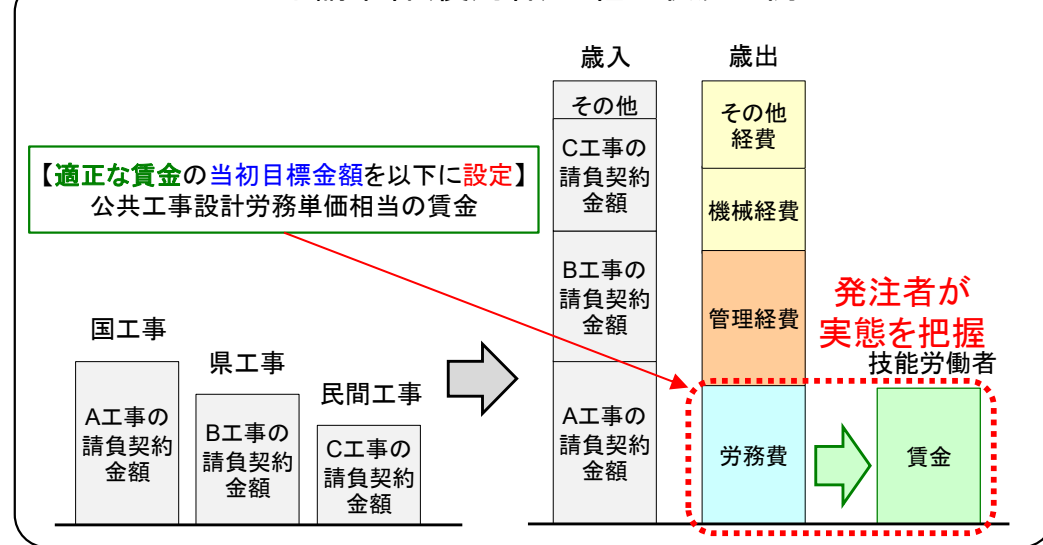 歳入
歳出
その他
その他
経費
C工事の
請負契約
金額
【適正な賃金の当初目標金額を以下に設定】
公共工事設計労務単価相当の賃金
機械経費
B工事の
請負契約
金額
管理経費
発注者が
実態を把握
国工事
県工事
民間工事
技能労働者
A工事の
請負契約
金額
B工事の
請負契約
金額
C工事の
請負契約
金額
A工事の
請負契約
金額
労務費
賃金